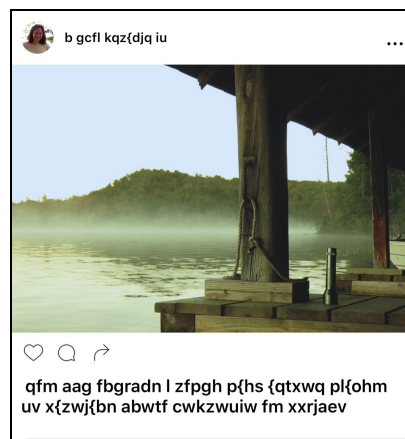 b gcfl kqz{djq iu
qfm aag fbgradn l zfpgh p{hs {qtxwq pl{ohm
uv x{zwj{bn abwtf cwkzwuiw fm xxrjaev